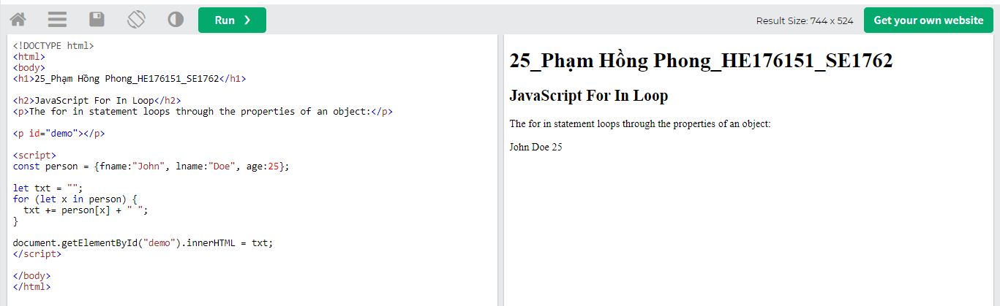 Run ❯
Result Size: 744 x 524
Get your own website
<!DOCTYPE html>
<html>
<body>
<h1>25_Phạm Hồng Phong_HE176151_SE1762</h1>
<h2>JavaScript For In Loop</h2>
<p>The for in statement loops through the properties of an object:</p>
<p id="demo"></p>
<script>
const person = {fname:"John", lname:"Doe", age:25};
let txt = "";
for (let x in person) {
  txt += person[x] + " ";
}
document.getElementById("demo").innerHTML = txt;
</script>
</body>
</html>
25_Phạm Hồng Phong_HE176151_SE1762
JavaScript For In Loop
The for in statement loops through the properties of an object:
John Doe 25